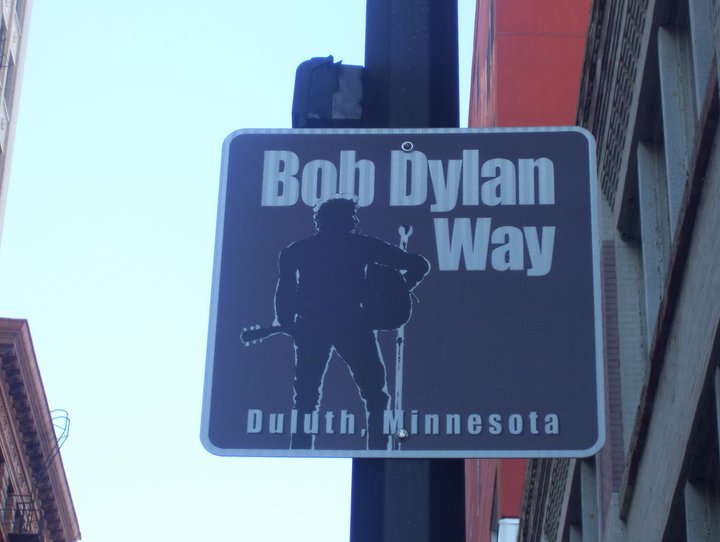 Bob Dylan
Way
Duluth, Minnesota